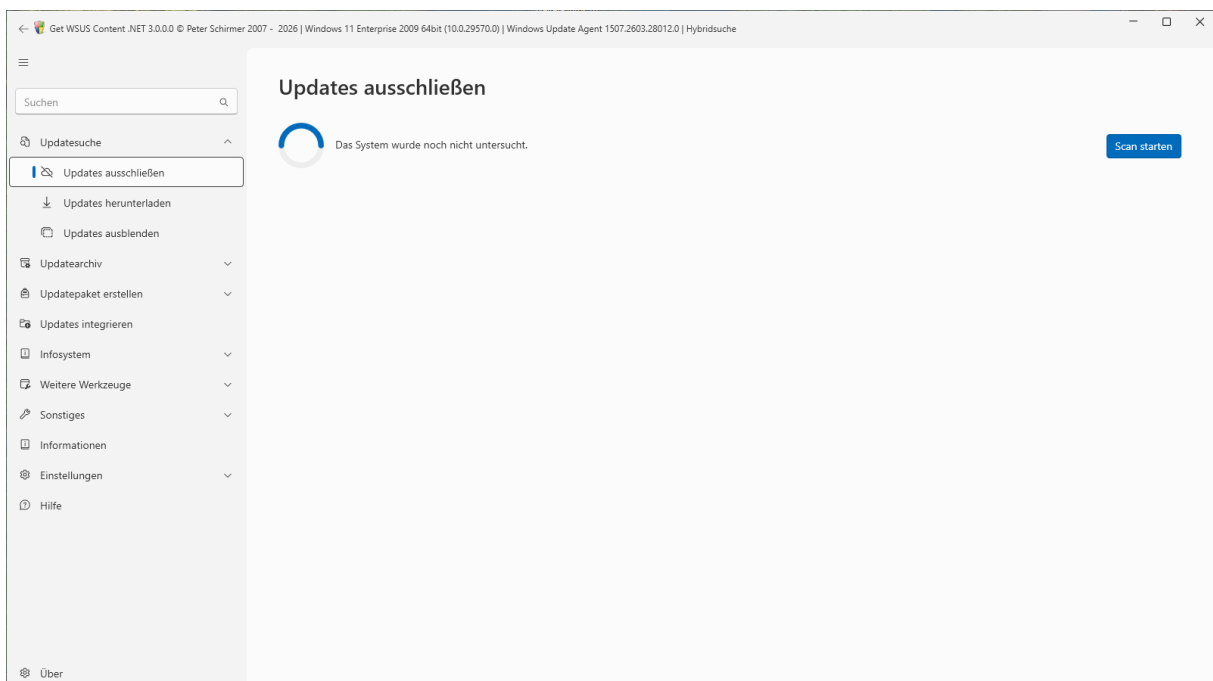 Get WSUS Content .NET 3.0.0.0 © Peter Schirmer 2007 - 2026 | Windows 11 Enterprise 2009 64bit (10.0.29570.0) | Windows Update Agent 1507.2603.28012.0 | Hybridsuche
Suchen
Updatesuche
Updates ausschließen
Updates herunterladen
Updates ausblenden
Updatearchiv
Updatepaket erstellen
Updates integrieren
Infosystem
Weitere Werkzeuge
Sonstiges
Informationen
Einstellungen
Hilfe
Über
Updates ausschließen
Das System wurde noch nicht untersucht.
Scan starten